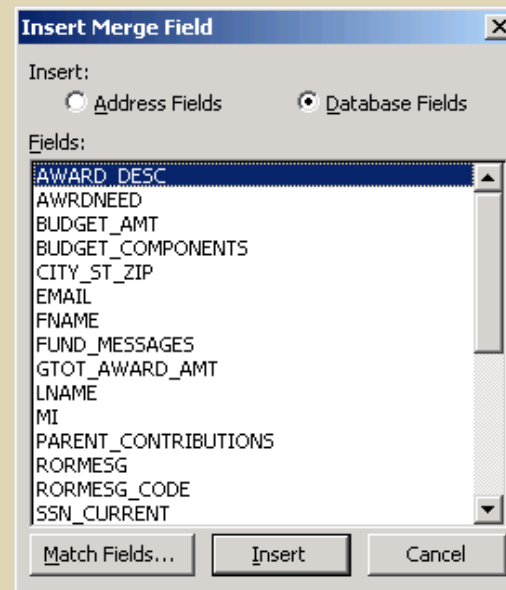 Insert Merge Field
Insert:
Address Fields Database Fields
Fields:
AWARD_DESC
AWRDNEED
BUDGET_AMT
BUDGET_COMPONENTS
CITY_ST_ZIP
EMAIL
FNAME
FUND_MESSAGES
GTOT_AWARD_AMT
LNAME
MI
PARENT_CONTRIBUTIONS
RORMESG
RORMESG_CODE
SSN_CURRENT
Match Fields... Insert Cancel